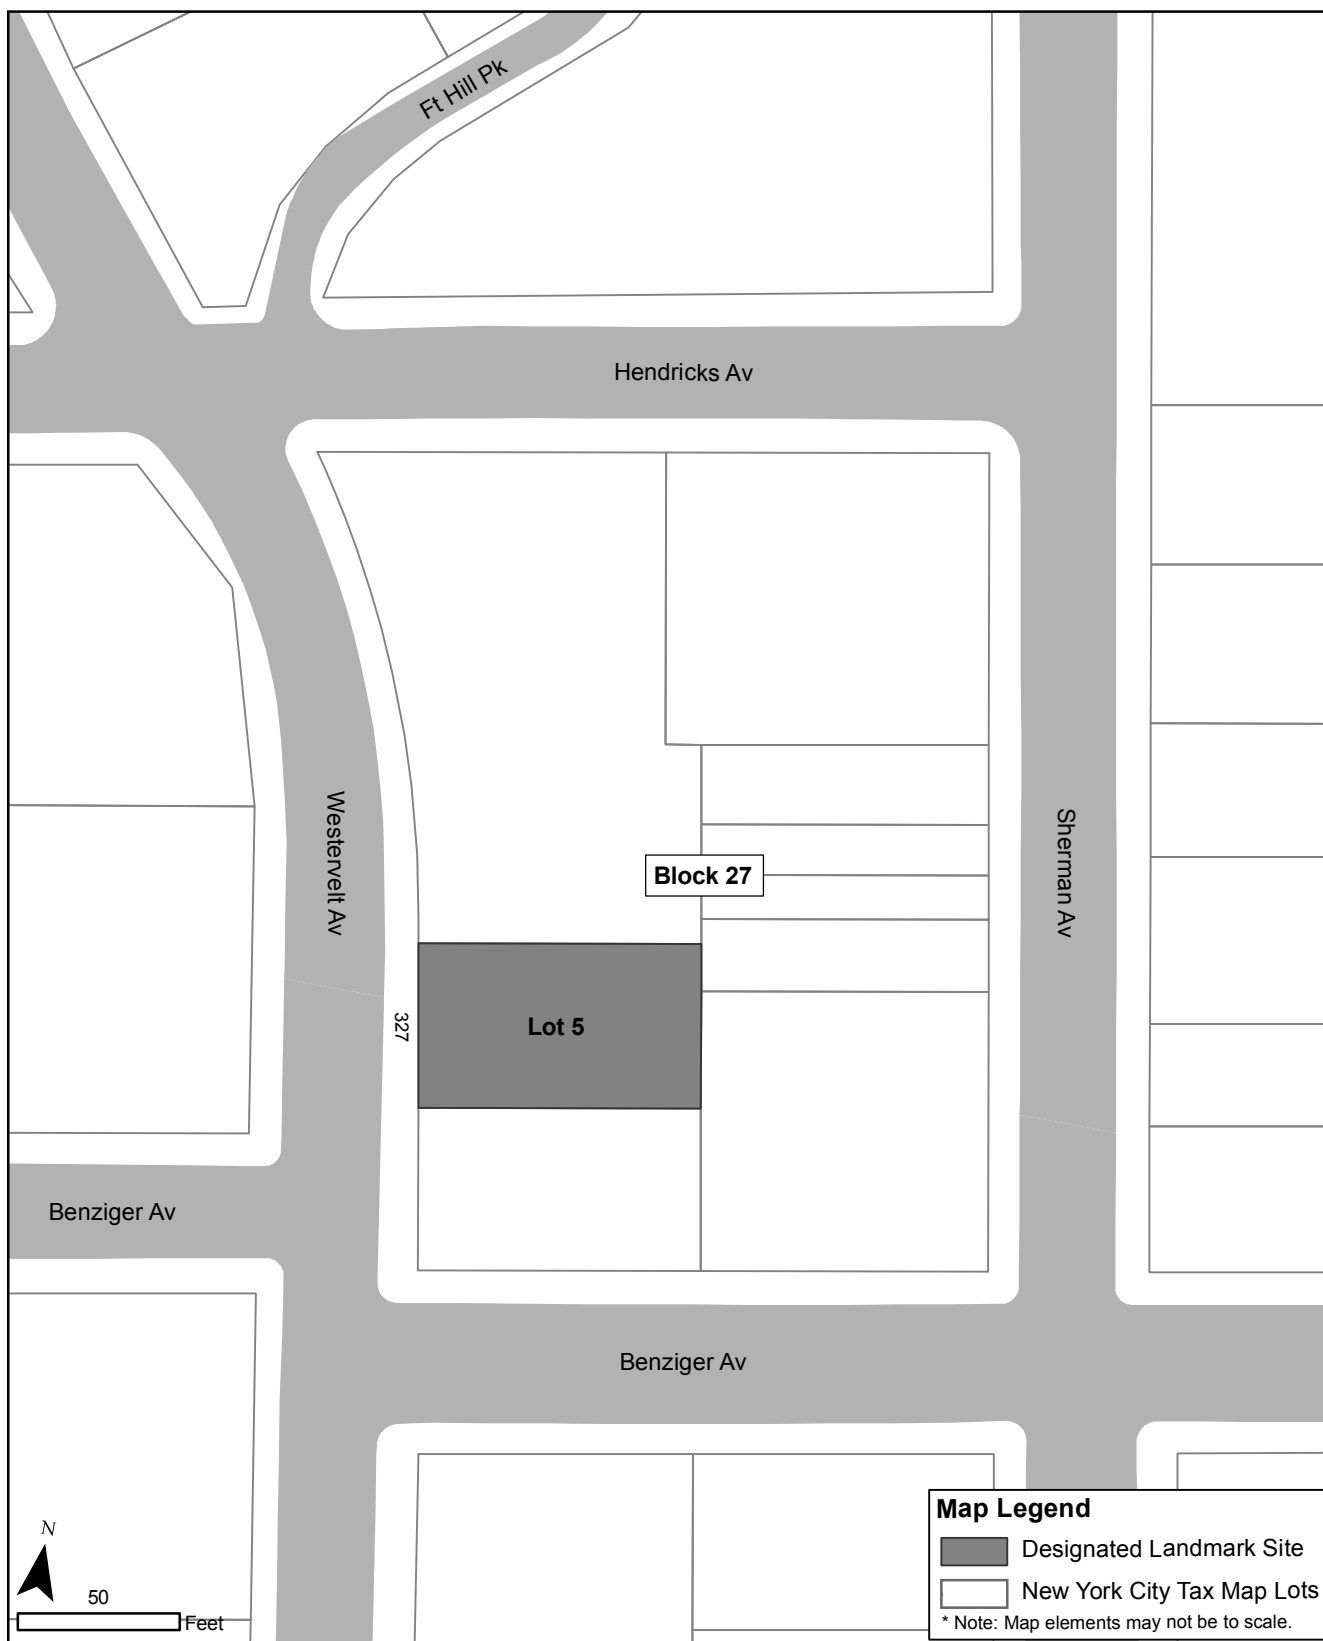 Ft Hill Pk
Hendricks Av
Westervelt Av
Sherman Av
Block 27
327
Lot 5
Benziger Av
Benziger Av
N
50
Feet
Map Legend
Designated Landmark Site
New York City Tax Map Lots
* Note: Map elements may not be to scale.